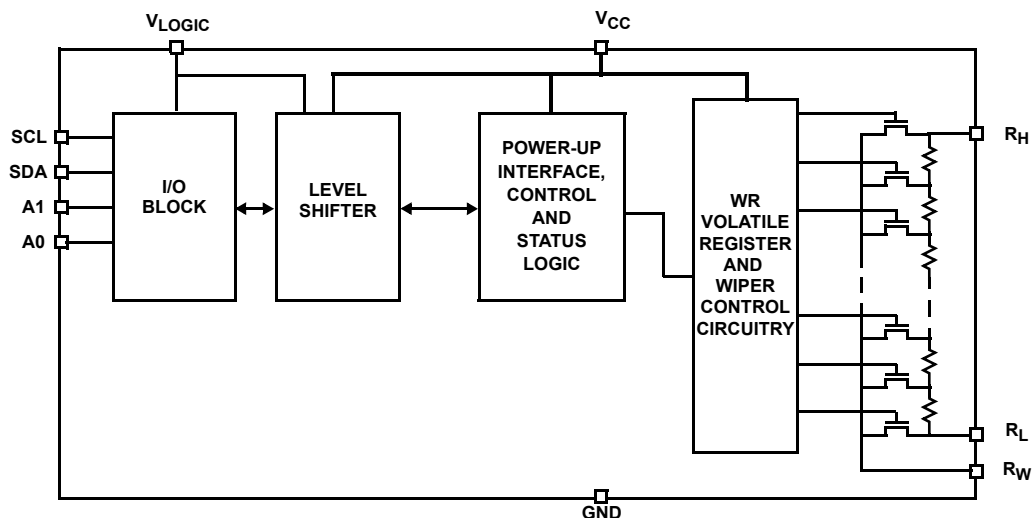 VLOGIC
VCC
SCL
SDA
A1
A0
I/O
BLOCK
LEVEL
SHIFTER
POWER-UP
INTERFACE,
CONTROL
AND
STATUS
LOGIC
WR
VOLATILE
REGISTER
AND
WIPER
CONTROL
CIRCUITRY
RH
RL
RW
GND